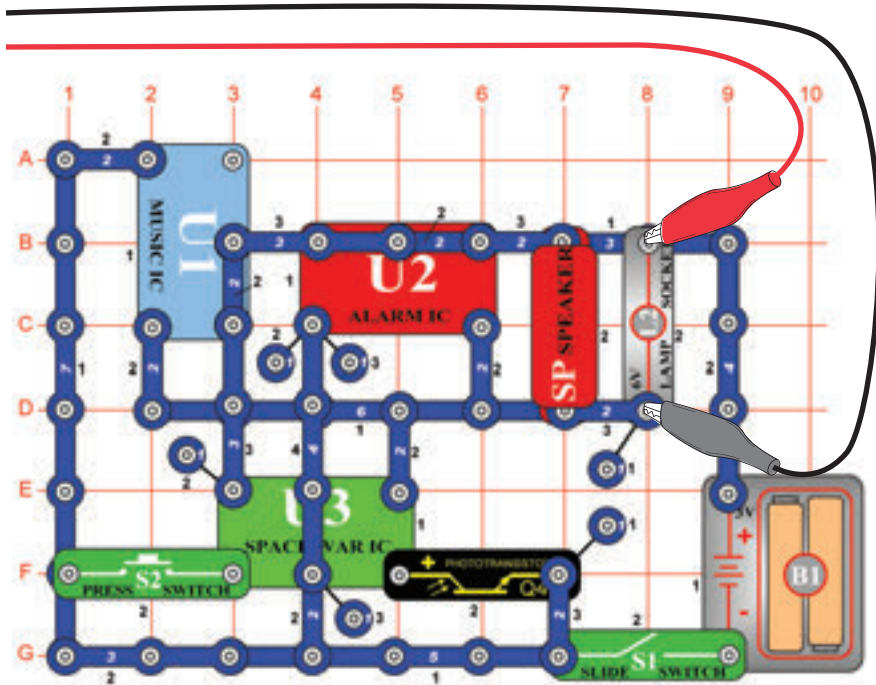 1 2 3 4 5 6 7 8 9 10
A
B
C
D
E
F
G
U1
MUSIC IC
U2
ALARM IC
SP SPEAKER
6V LAMP SOCKET
U3
SPACE WAR IC
S2
PRESS SWITCH
+ PHOTOTRANSISTOR
Q4
S1
SLIDE SWITCH
3V
+
B1
-